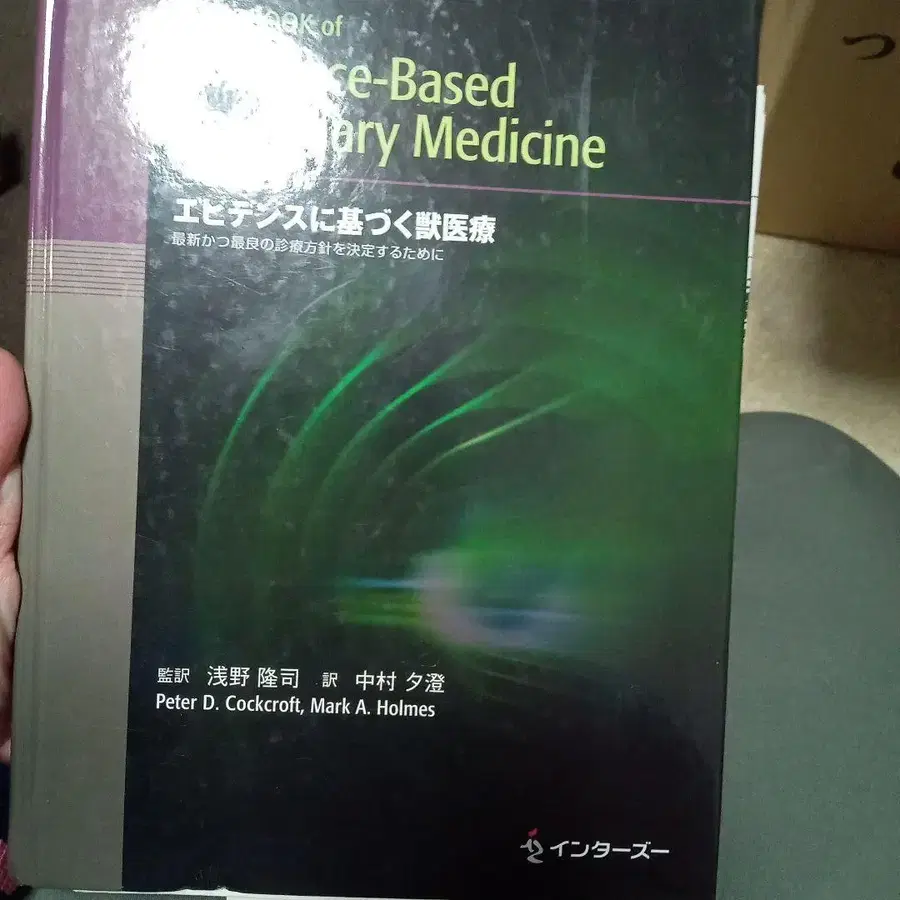 OOK of
ce-Based
ary Medicine
エビデンスに基づく獣医療
最新かつ最良の診療方針を決定するために
監訳 浅野 隆司 訳 中村 夕澄
Peter D. Cockcroft, Mark A. Holmes
インターズー
つ